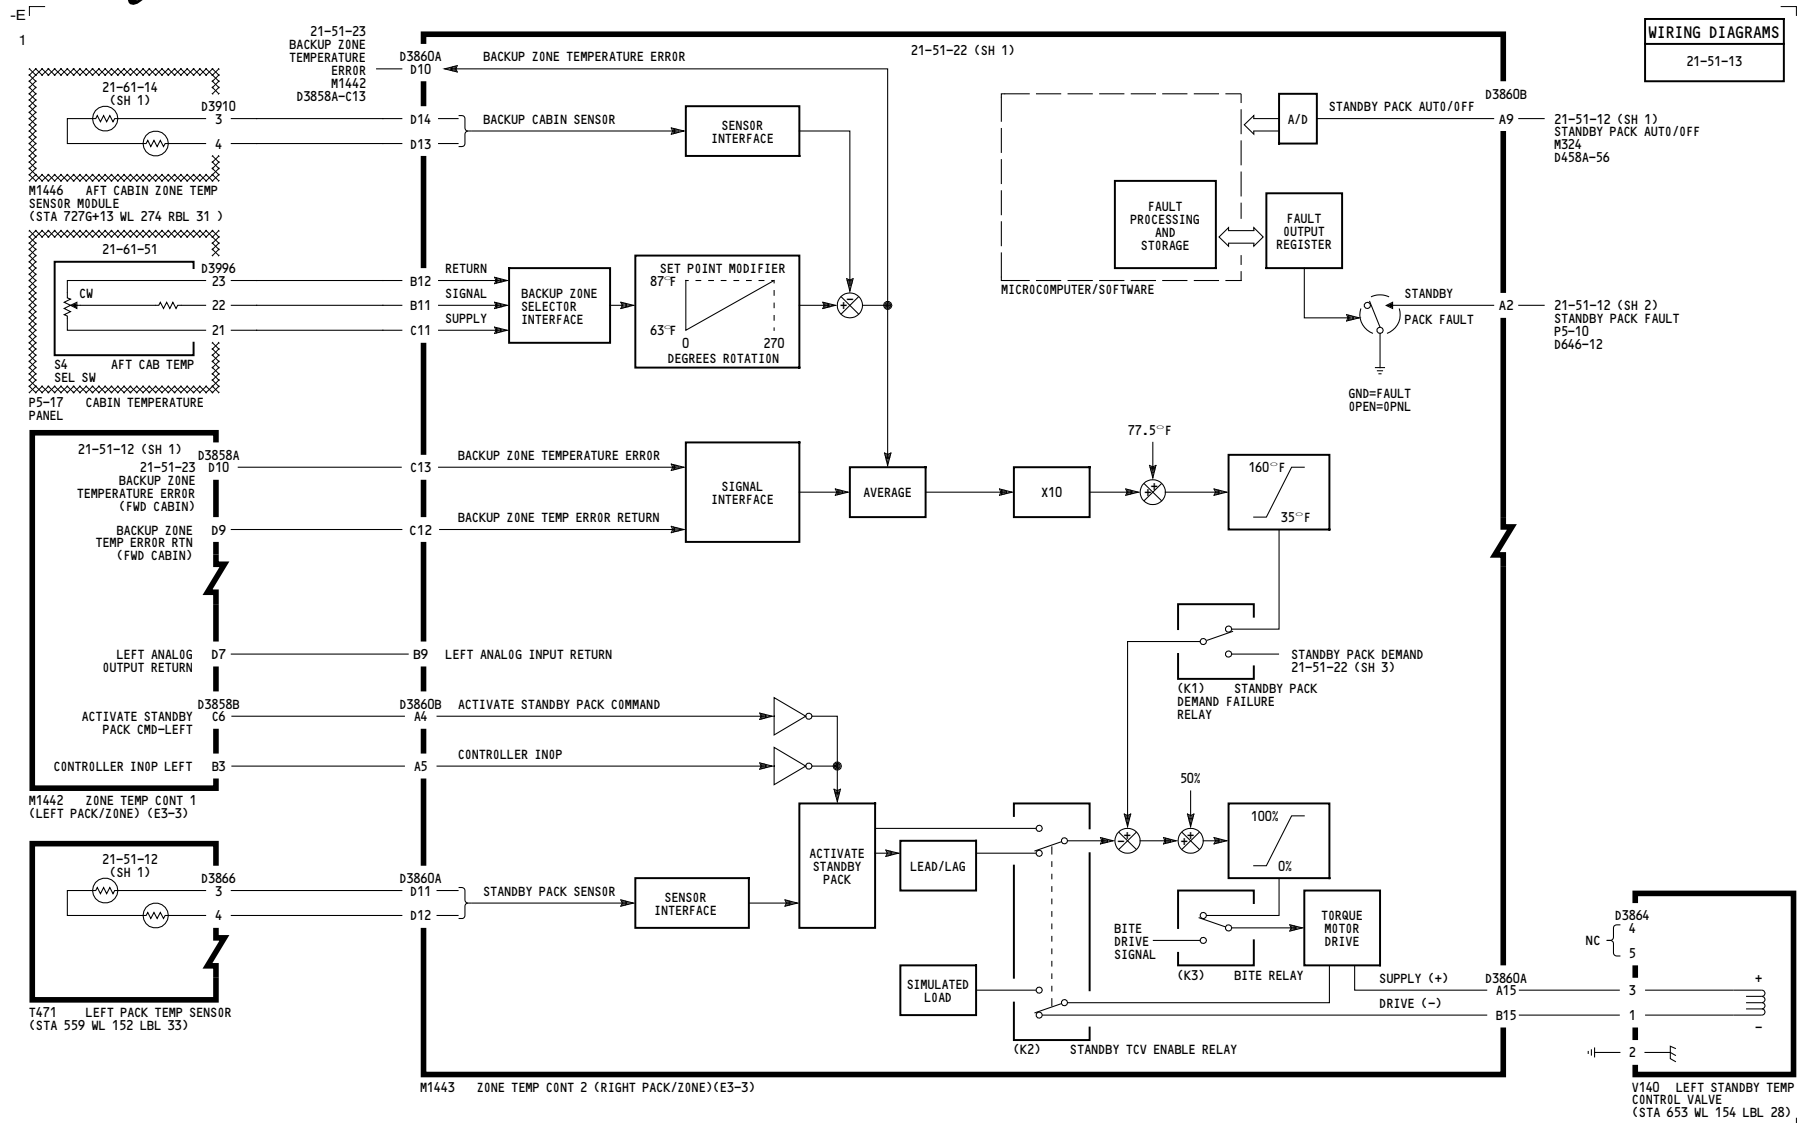 -E
1
21-51-23
BACKUP ZONE
TEMPERATURE
ERROR
M1442
D3858A-C13
D3860A
D10
BACKUP ZONE TEMPERATURE ERROR
21-51-22 (SH 1)
WIRING DIAGRAMS
21-51-13
21-61-14
(SH 1)
D3910
3
4
D14
D13
BACKUP CABIN SENSOR
SENSOR
INTERFACE
M1446 AFT CABIN ZONE TEMP
SENSOR MODULE
(STA 727G+13 WL 274 RBL 31 )
A/D
STANDBY PACK AUTO/OFF
D3860B
A9
21-51-12 (SH 1)
STANDBY PACK AUTO/OFF
M324
D458A-56
FAULT
PROCESSING
AND
STORAGE
FAULT
OUTPUT
REGISTER
MICROCOMPUTER/SOFTWARE
STANDBY
PACK FAULT
A2
21-51-12 (SH 2)
STANDBY PACK FAULT
P5-10
D646-12
GND=FAULT
OPEN=OPNL
21-61-51
D3996
CW
23
22
21
S4
SEL SW
AFT CAB TEMP
P5-17 CABIN TEMPERATURE
PANEL
B12
B11
C11
RETURN
SIGNAL
SUPPLY
BACKUP ZONE
SELECTOR
INTERFACE
SET POINT MODIFIER
87°F
63°F
0
270
DEGREES ROTATION
+
-
21-51-12 (SH 1)
D3858A
21-51-23
BACKUP ZONE
TEMPERATURE ERROR
(FWD CABIN)
D10
BACKUP ZONE
TEMP ERROR RTN
(FWD CABIN)
D9
C13
BACKUP ZONE TEMPERATURE ERROR
C12
BACKUP ZONE TEMP ERROR RETURN
SIGNAL
INTERFACE
AVERAGE
X10
77.5°F
+
+
160°F
35°F
LEFT ANALOG
OUTPUT RETURN
D7
B9
LEFT ANALOG INPUT RETURN
STANDBY PACK DEMAND
21-51-22 (SH 3)
(K1) STANDBY PACK
DEMAND FAILURE
RELAY
D3858B
ACTIVATE STANDBY
PACK CMD-LEFT
C6
D3860B
A4
ACTIVATE STANDBY PACK COMMAND
CONTROLLER INOP LEFT
B3
A5
CONTROLLER INOP
M1442 ZONE TEMP CONT 1
(LEFT PACK/ZONE) (E3-3)
ACTIVATE
STANDBY
PACK
LEAD/LAG
-
+
50%
+
+
100%
0%
21-51-12
(SH 1)
D3866
3
4
D3860A
D11
D12
STANDBY PACK SENSOR
SENSOR
INTERFACE
T471 LEFT PACK TEMP SENSOR
(STA 559 WL 152 LBL 33)
BITE
DRIVE
SIGNAL
(K3) BITE RELAY
TORQUE
MOTOR
DRIVE
SIMULATED
LOAD
(K2) STANDBY TCV ENABLE RELAY
SUPPLY (+)
DRIVE (-)
D3860A
A15
B15
D3864
NC
4
5
3
1
2
+
-
M1443 ZONE TEMP CONT 2 (RIGHT PACK/ZONE)(E3-3)
V140 LEFT STANDBY TEMP
CONTROL VALVE
(STA 653 WL 154 LBL 28)